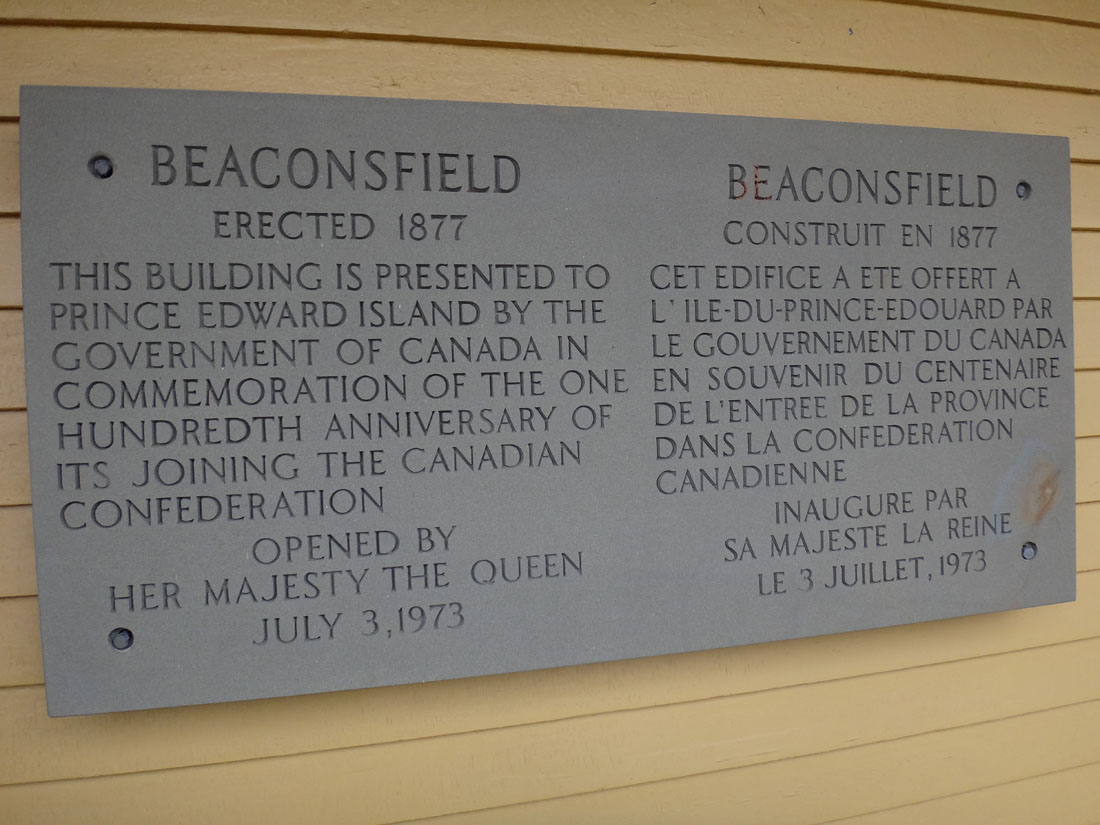 BEACONSFIELD
ERECTED 1877
THIS BUILDING IS PRESENTED TO
PRINCE EDWARD ISLAND BY THE
GOVERNMENT OF CANADA IN
COMMEMORATION OF THE ONE
HUNDREDTH ANNIVERSARY OF
ITS JOINING THE CANADIAN
CONFEDERATION
OPENED BY
HER MAJESTY THE QUEEN
JULY 3, 1973
BEACONSFIELD
CONSTRUIT EN 1877
CET EDIFICE A ETE OFFERT A
L' ILE-DU-PRINCE-EDOUARD PAR
LE GOUVERNEMENT DU CANADA
EN SOUVENIR DU CENTENAIRE
DE L'ENTREE DE LA PROVINCE
DANS LA CONFEDERATION
CANADIENNE
INAUGURE PAR
SA MAJESTE LA REINE
LE 3 JUILLET, 1973